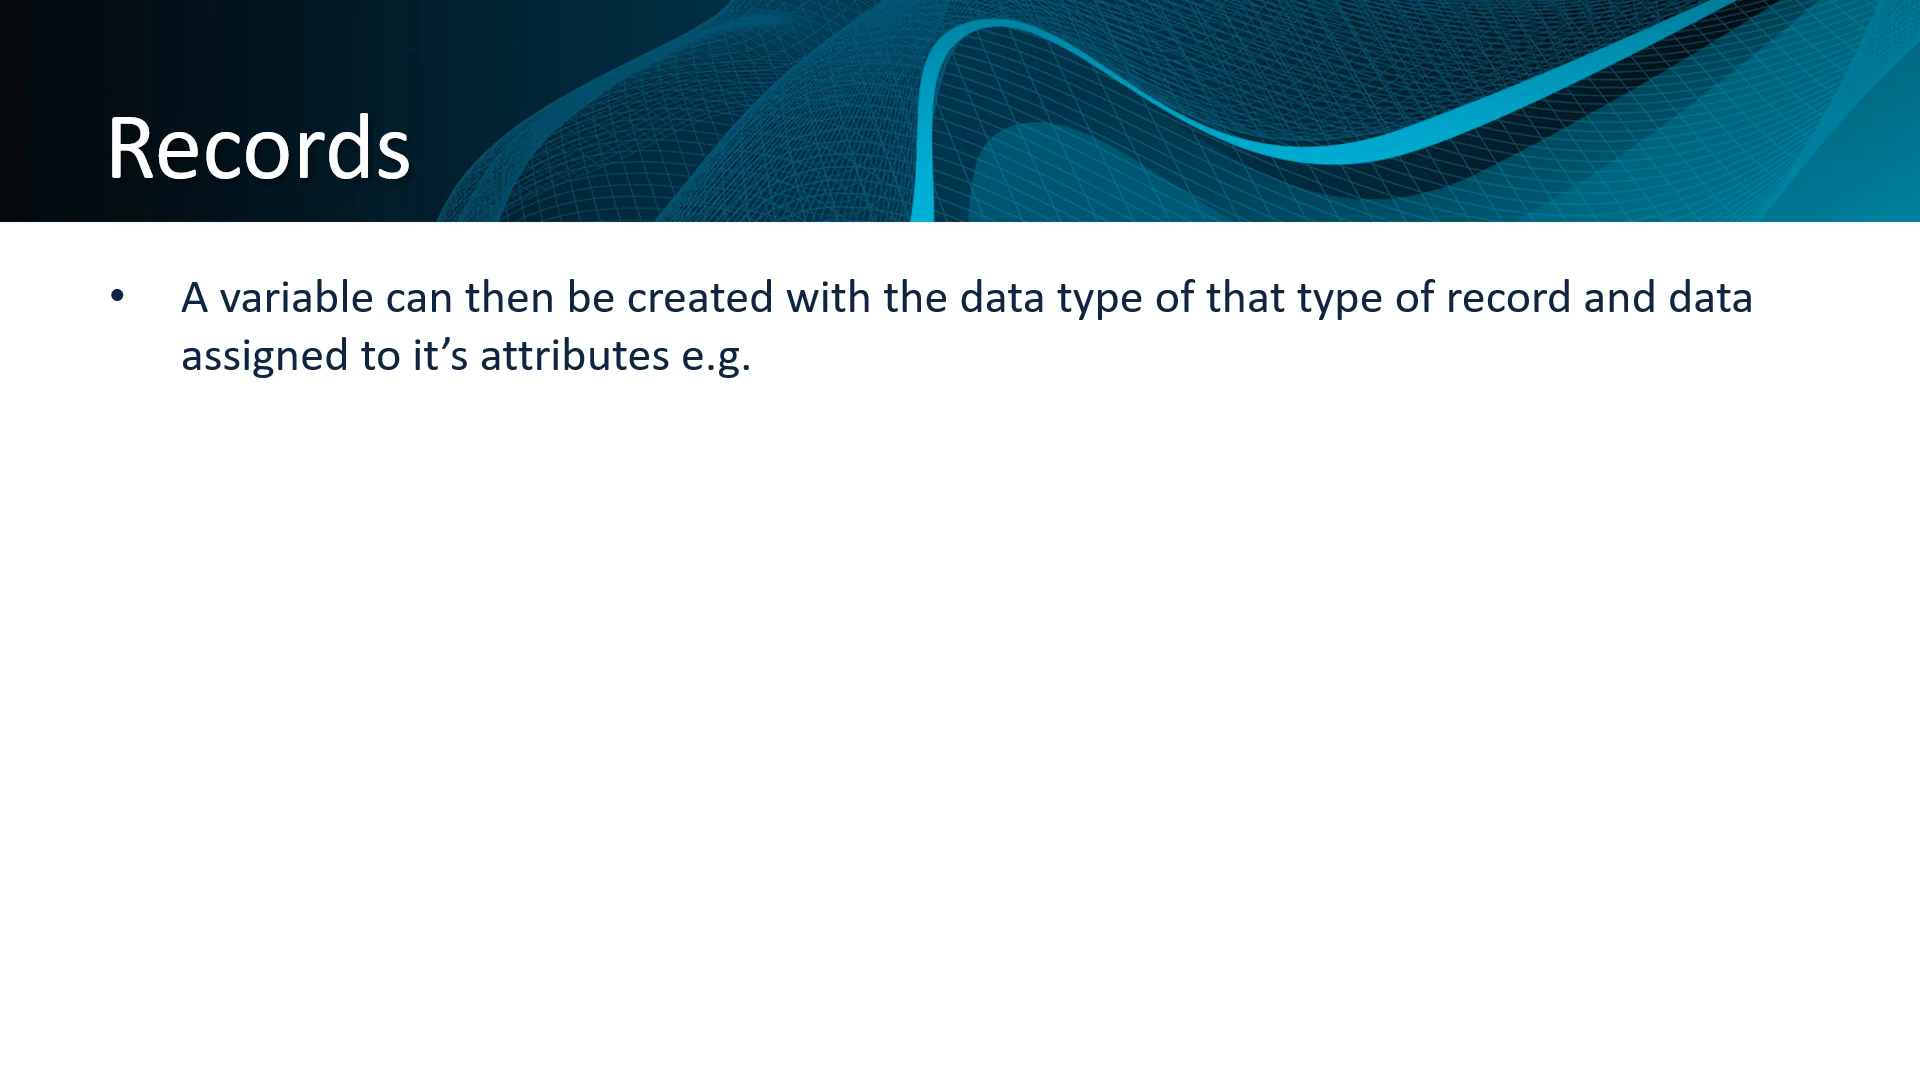 Records
• A variable can then be created with the data type of that type of record and data
assigned to it’s attributes e.g.